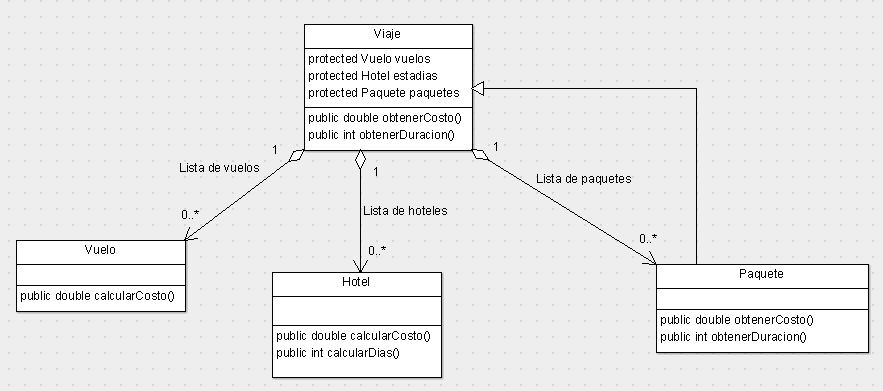 Viaje
protected Vuelo vuelos
protected Hotel estadias
protected Paquete paquetes
public double obtenerCosto()
public int obtenerDuracion()
1
1
1
Lista de vuelos
Lista de hoteles
Lista de paquetes
0..*
0..*
0..*
Vuelo
public double calcularCosto()
Hotel
public double calcularCosto()
public int calcularDias()
Paquete
public double obtenerCosto()
public int obtenerDuracion()